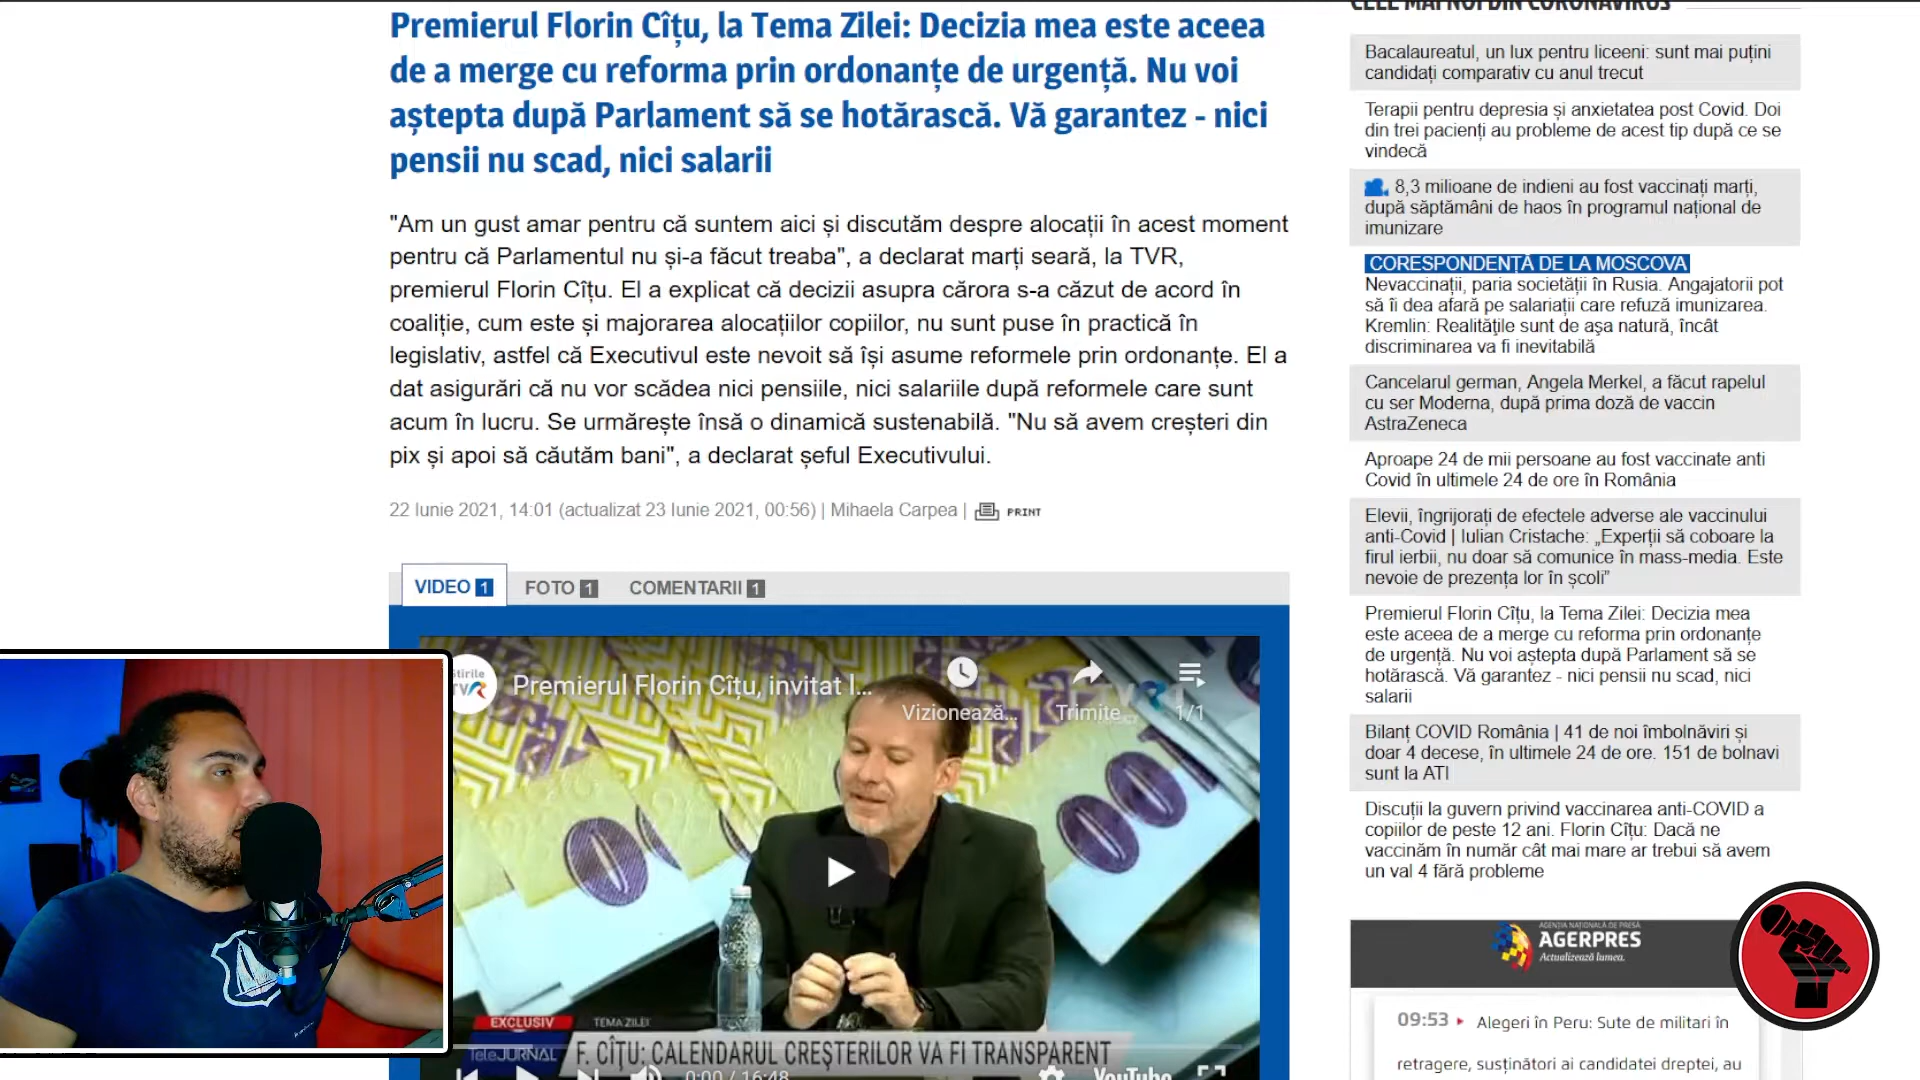 Premierul Florin Cîțu, la Tema Zilei: Decizia mea este aceea
de a merge cu reforma prin ordonanțe de urgență. Nu voi
aștepta după Parlament să se hotărască. Vă garantez - nici
pensii nu scad, nici salarii
"Am un gust amar pentru că suntem aici și discutăm despre alocații în acest moment
pentru că Parlamentul nu și-a făcut treaba", a declarat marți seară, la TVR,
premierul Florin Cîțu. El a explicat că decizii asupra cărora s-a căzut de acord în
coaliție, cum este și majorarea alocațiilor copiilor, nu sunt puse în practică în
legislativ, astfel că Executivul este nevoit să își asume reformele prin ordonanțe. El a
dat asigurări că nu vor scădea nici pensiile, nici salariile după reformele care sunt
acum în lucru. Se urmărește însă o dinamică sustenabilă. "Nu să avem creșteri din
pix și apoi să căutăm bani", a declarat șeful Executivului.
22 Iunie 2021, 14:01 (actualizat 23 Iunie 2021, 00:56) | Mihaela Carpea | PRINT
VIDEO 1 FOTO 1 COMENTARII 1
Știrile
TVR
Premierul Florin Cîțu, invitat l...
Vizionează... Trimite 1/1
EXCLUSIV TEMA ZILEI
TeleJURNAL F. CÎȚU: CALENDARUL CREȘTERILOR VA FI TRANSPARENT
0:00 / 16:48 YouTube
CELE MAI NOI DIN CORONAVIRUS
Bacalaureatul, un lux pentru liceeni: sunt mai puțini
candidați comparativ cu anul trecut
Terapii pentru depresia și anxietatea post Covid. Doi
din trei pacienți au probleme de acest tip după ce se
vindecă
8,3 milioane de indieni au fost vaccinați marți,
după săptămâni de haos în programul național de
imunizare
CORESPONDENȚĂ DE LA MOSCOVA
Nevaccinații, paria societății în Rusia. Angajatorii pot
să îi dea afară pe salariații care refuză imunizarea.
Kremlin: Realităţile sunt de aşa natură, încât
discriminarea va fi inevitabilă
Cancelarul german, Angela Merkel, a făcut rapelul
cu ser Moderna, după prima doză de vaccin
AstraZeneca
Aproape 24 de mii persoane au fost vaccinate anti
Covid în ultimele 24 de ore în România
Elevii, îngrijorați de efectele adverse ale vaccinului
anti-Covid | Iulian Cristache: „Experții să coboare la
firul ierbii, nu doar să comunice în mass-media. Este
nevoie de prezența lor în școli”
Premierul Florin Cîțu, la Tema Zilei: Decizia mea
este aceea de a merge cu reforma prin ordonanțe
de urgență. Nu voi aștepta după Parlament să se
hotărască. Vă garantez - nici pensii nu scad, nici
salarii
Bilanț COVID România | 41 de noi îmbolnăviri și
doar 4 decese, în ultimele 24 de ore. 151 de bolnavi
sunt la ATI
Discuții la guvern privind vaccinarea anti-COVID a
copiilor de peste 12 ani. Florin Cîțu: Dacă ne
vaccinăm în număr cât mai mare ar trebui să avem
un val 4 fără probleme
AGENȚIA NAȚIONALĂ DE PRESĂ
AGERPRES
Actualizează lumea.
09:53 Alegeri în Peru: Sute de militari în
retragere, susținători ai candidatei dreptei, au